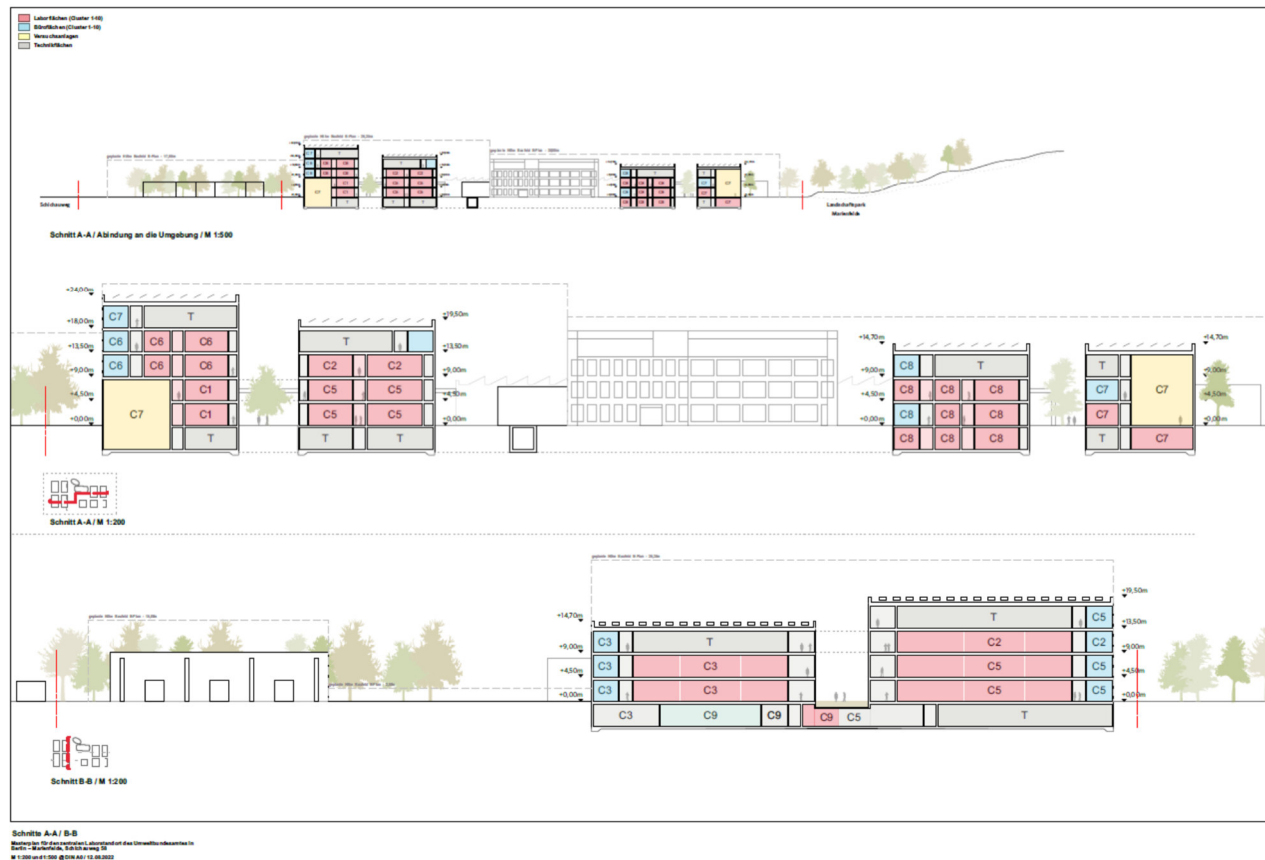 Laborflächen (Cluster 1-10)
Büroflächen (Cluster 1-10)
Versuchsanlagen
Technikflächen
Schichauweg
Landschaftspark
Marienfelde
Schnitt A-A / Abindung an die Umgebung / M 1:500
+24,00m
+18,00m
+13,50m
+9,00m
+4,50m
+0,00m
C7 T
C6 C6 C6
C6 C6 C6
C7 C1
C1
T
+19,50m
+13,50m
+9,00m
+4,50m
+0,00m
T
C2 C2
C5 C5
C5 C5
T T
+14,70m
+9,00m
+4,50m
+0,00m
C8 T
C8 C8 C8
C8 C8 C8
C8 C8 C8
+14,70m
+9,00m
+4,50m
+0,00m
T
C7 C7
C7
T C7
Schnitt A-A / M 1:200
+14,70m
+9,00m
+4,50m
+0,00m
C3 T
C3 C3
C3 C3
C3 C9 C9 C9 C5 T
+19,50m
+13,50m
+9,00m
+4,50m
+0,00m
T C5
C2 C2
C5 C5
C5 C5
Schnitt B-B / M 1:200
Schnitte A-A / B-B
Masterplan für den zentralen Laborstandort des Umweltbundesamtes in
Berlin – Marienfelde, Schichauweg 58
M 1:200 und 1:500 @ DIN A0 / 12.08.2022